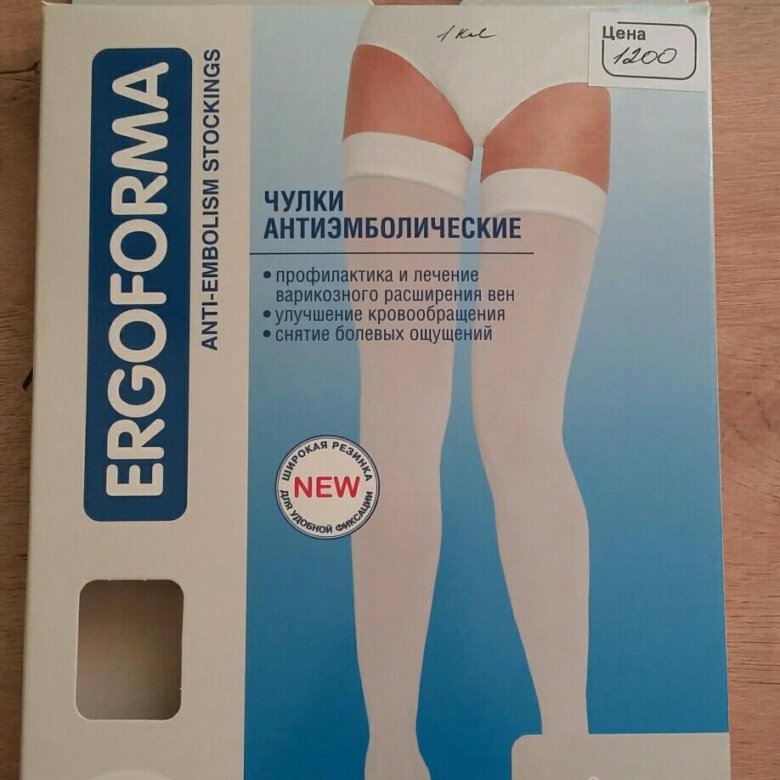 1 Kel
Цена
1200
ERGOFORMA
ANTI-EMBOLISM STOCKINGS
ЧУЛКИ
АНТИЭМБОЛИЧЕСКИЕ
• профилактика и лечение
варикозного расширения вен
• улучшение кровообращения
• снятие болевых ощущений
ШИРОКАЯ РЕЗИНКА
NEW
ДЛЯ УДОБНОЙ ФИКСАЦИИ